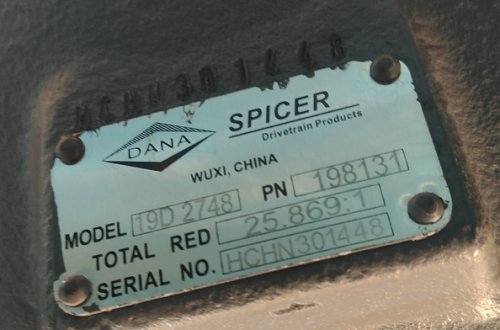 HCHN301448
DANA SPICER
Drivetrain Products
WUXI, CHINA
MODEL 19D 2748 PN 198131
TOTAL RED 25.869:1
SERIAL NO. HCHN301448